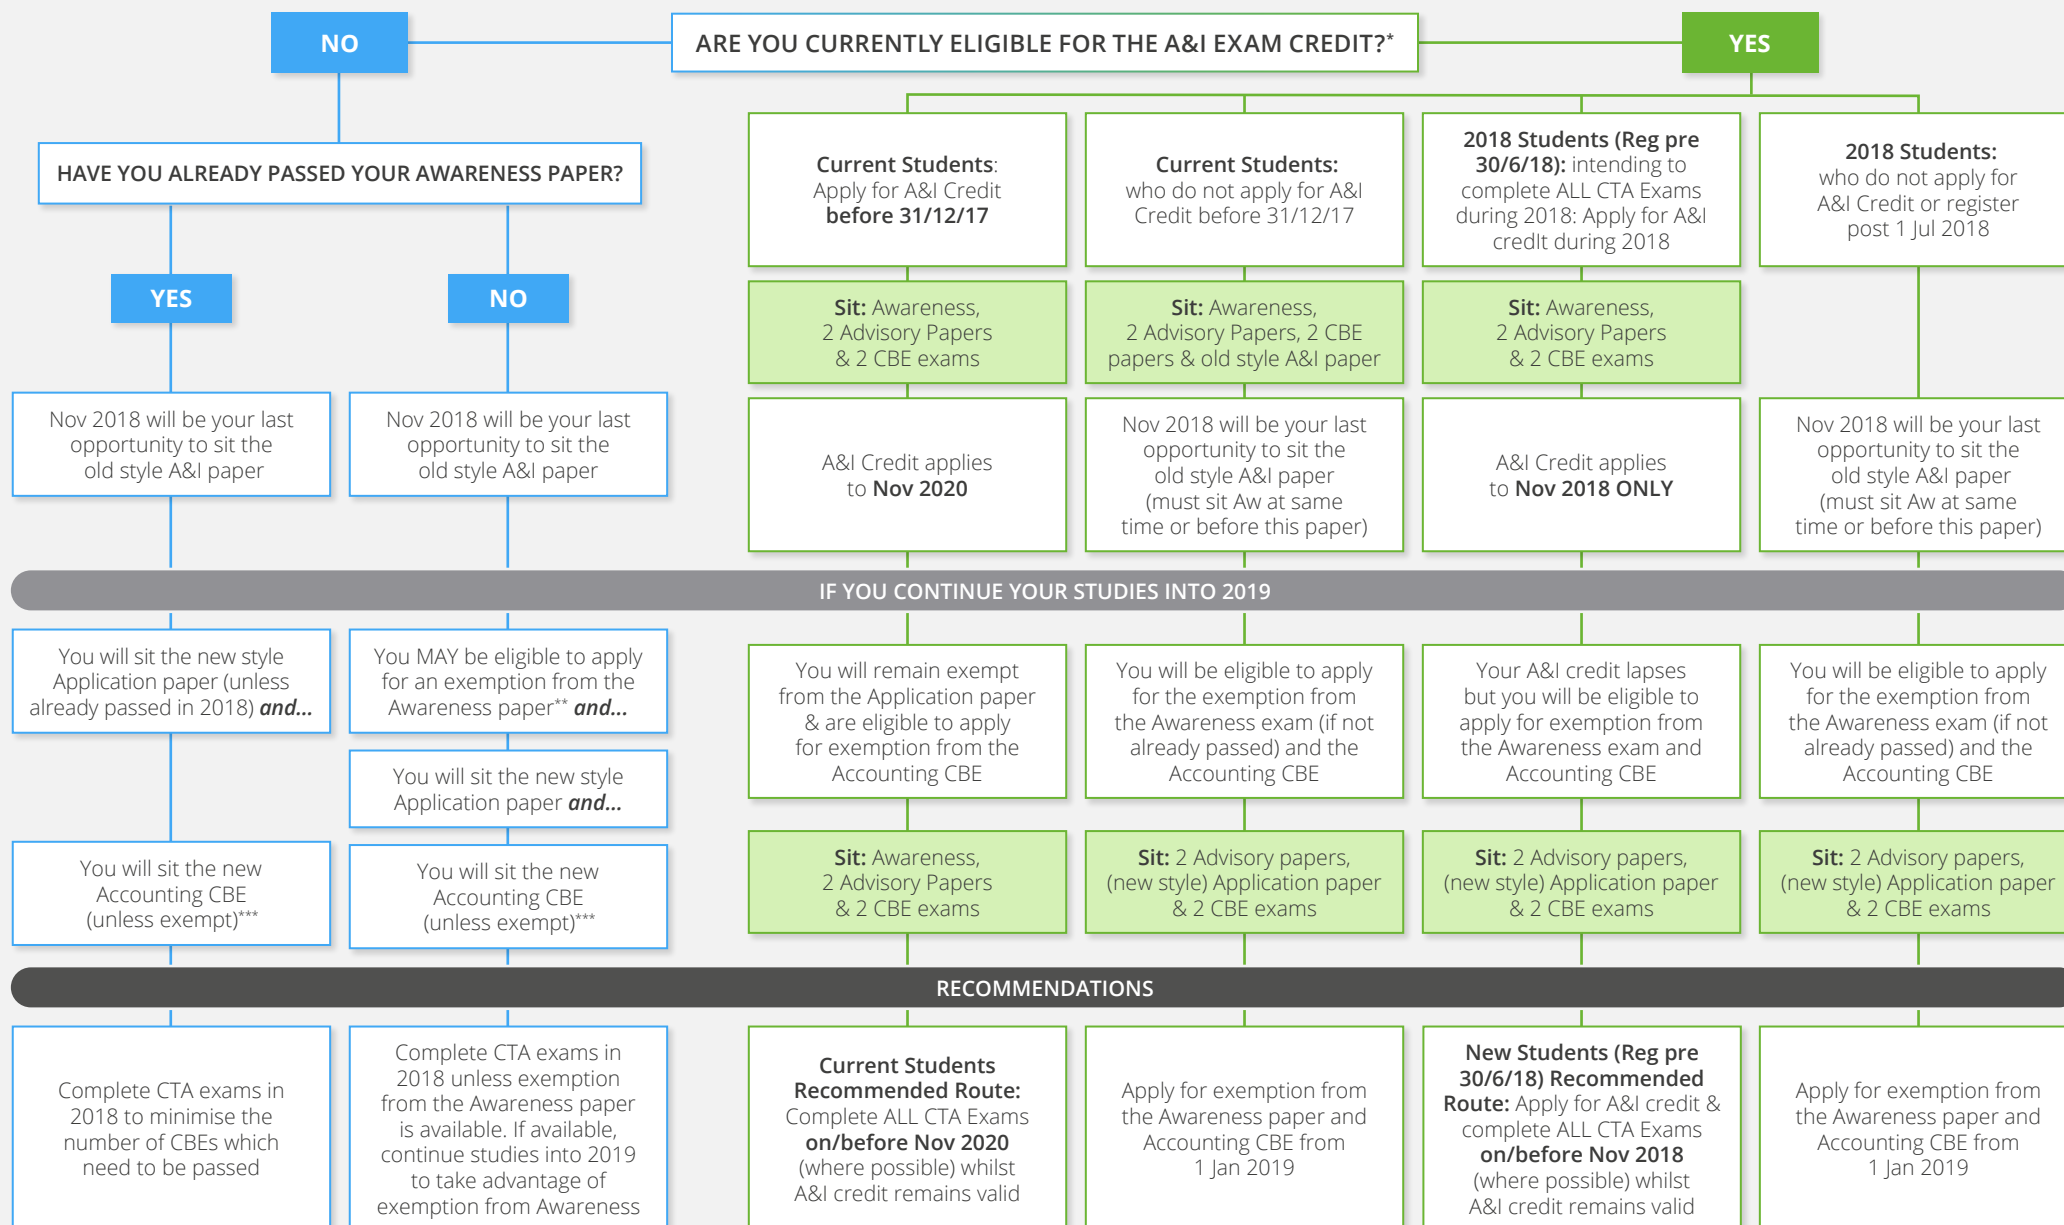 NO
ARE YOU CURRENTLY ELIGIBLE FOR THE A&I EXAM CREDIT?*
YES
HAVE YOU ALREADY PASSED YOUR AWARENESS PAPER?
YES
NO
Current Students:
Apply for A&I Credit
before 31/12/17
Current Students:
who do not apply for A&I
Credit before 31/12/17
2018 Students (Reg pre
30/6/18): intending to
complete ALL CTA Exams
during 2018: Apply for A&I
credIt during 2018
2018 Students:
who do not apply for
A&I Credit or register
post 1 Jul 2018
Sit: Awareness,
2 Advisory Papers
& 2 CBE exams
Sit: Awareness,
2 Advisory Papers, 2 CBE
papers & old style A&I paper
Sit: Awareness,
2 Advisory Papers
& 2 CBE exams
Nov 2018 will be your last
opportunity to sit the
old style A&I paper
Nov 2018 will be your last
opportunity to sit the
old style A&I paper
A&I Credit applies
to Nov 2020
Nov 2018 will be your last
opportunity to sit the
old style A&I paper
(must sit Aw at same
time or before this paper)
A&I Credit applies
to Nov 2018 ONLY
Nov 2018 will be your last
opportunity to sit the
old style A&I paper
(must sit Aw at same
time or before this paper)
IF YOU CONTINUE YOUR STUDIES INTO 2019
You will sit the new style
Application paper (unless
already passed in 2018) and...
You MAY be eligible to apply
for an exemption from the
Awareness paper** and...
You will sit the new style
Application paper and...
You will remain exempt
from the Application paper
& are eligible to apply
for exemption from the
Accounting CBE
You will be eligible to apply
for the exemption from
the Awareness exam (if not
already passed) and the
Accounting CBE
Your A&I credit lapses
but you will be eligible to
apply for exemption from
the Awareness exam and
Accounting CBE
You will be eligible to apply
for the exemption from
the Awareness exam (if not
already passed) and the
Accounting CBE
You will sit the new
Accounting CBE
(unless exempt)***
You will sit the new
Accounting CBE
(unless exempt)***
Sit: Awareness,
2 Advisory Papers
& 2 CBE exams
Sit: 2 Advisory papers,
(new style) Application paper
& 2 CBE exams
Sit: 2 Advisory papers,
(new style) Application paper
& 2 CBE exams
Sit: 2 Advisory papers,
(new style) Application paper
& 2 CBE exams
RECOMMENDATIONS
Complete CTA exams in
2018 to minimise the
number of CBEs which
need to be passed
Complete CTA exams in
2018 unless exemption
from the Awareness paper
is available. If available,
continue studies into 2019
to take advantage of
exemption from Awareness
Current Students
Recommended Route:
Complete ALL CTA Exams
on/before Nov 2020
(where possible) whilst
A&I credit remains valid
Apply for exemption from
the Awareness paper and
Accounting CBE from
1 Jan 2019
New Students (Reg pre
30/6/18) Recommended
Route: Apply for A&I credit &
complete ALL CTA Exams
on/before Nov 2018
(where possible) whilst
A&I credit remains valid
Apply for exemption from
the Awareness paper and
Accounting CBE from
1 Jan 2019